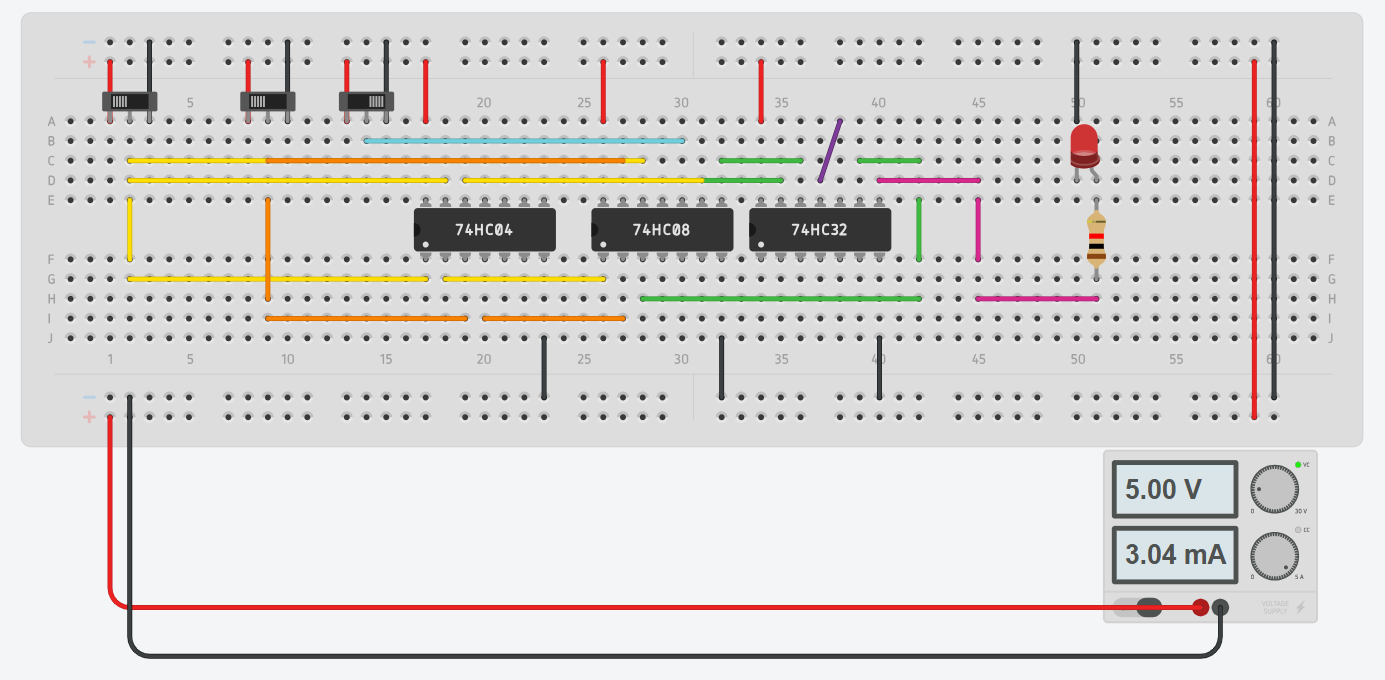 − −
+ +
5 20 25 30 35 40 45 50 55 60
A A
B B
C C
D D
E E
74HC04 74HC08 74HC32
F F
G G
H H
I I
J J
1 5 10 15 20 25 30 35 40 45 50 55 60
− −
+ +
5.00 V
VC
0 30 V
3.04 mA
CC
0 5 A
VOLTAGE
SUPPLY